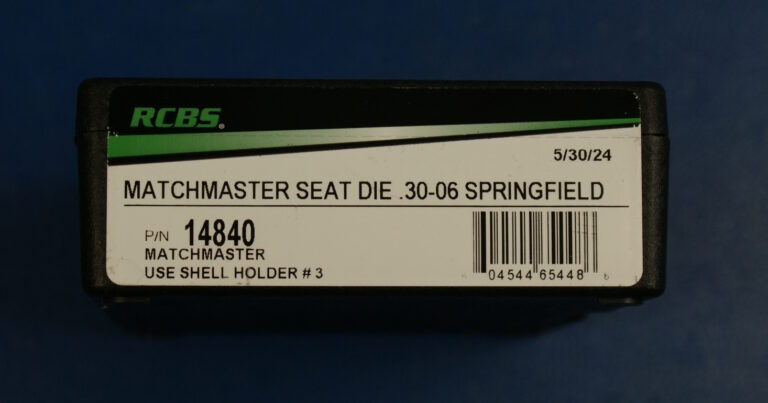 RCBS.
5/30/24
MATCHMASTER SEAT DIE .30-06 SPRINGFIELD
P/N 14840
MATCHMASTER
USE SHELL HOLDER # 3
04544 65448